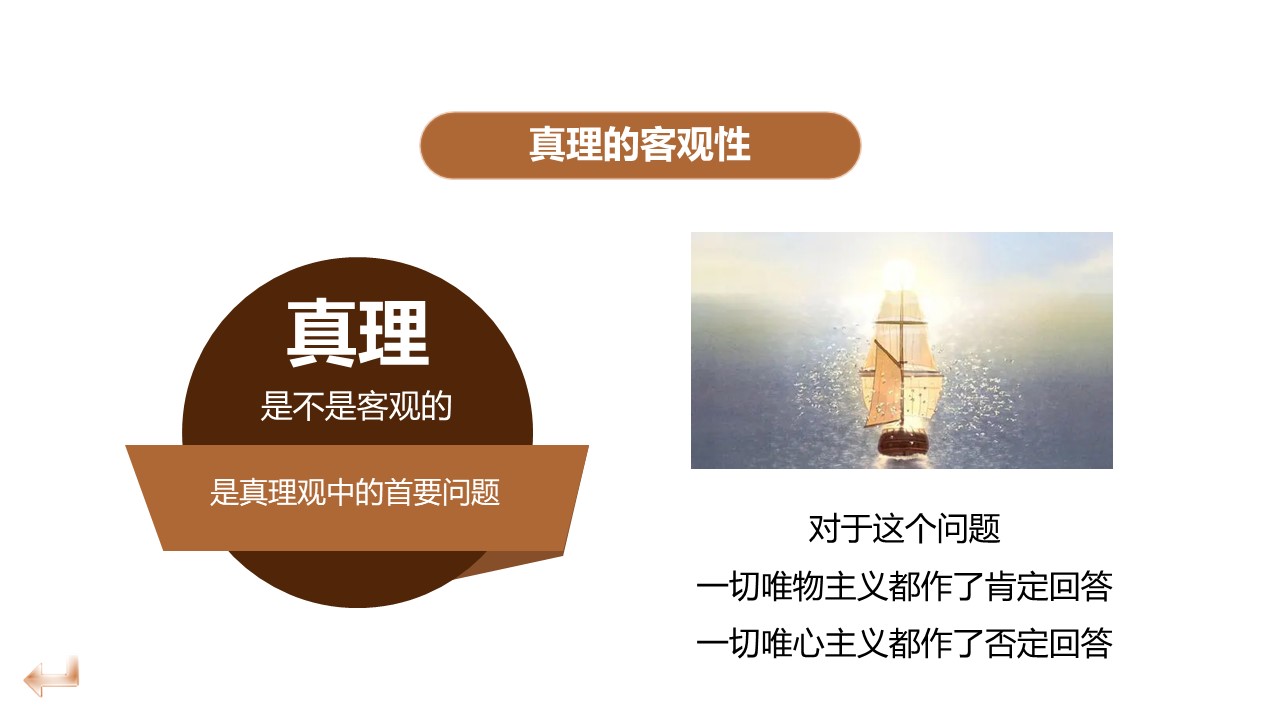 真理的客观性
真理
是不是客观的
是真理观中的首要问题
对于这个问题
一切唯物主义都作了肯定回答
一切唯心主义都作了否定回答